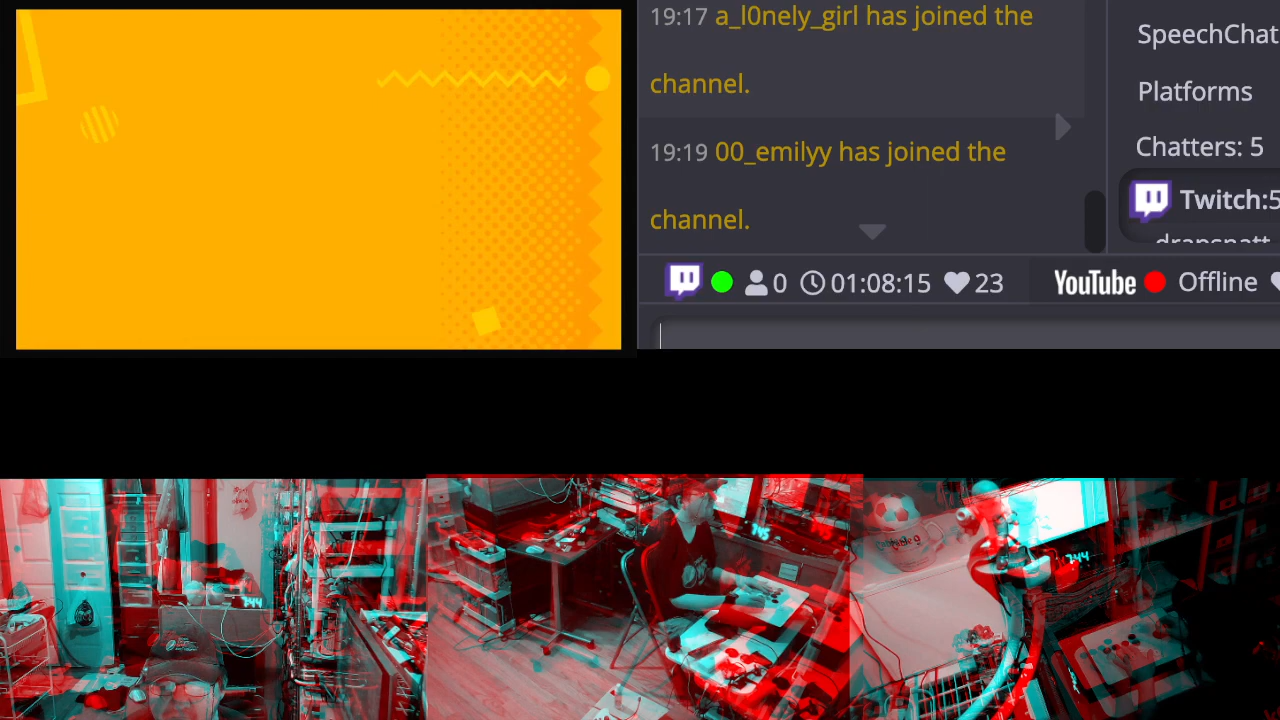 19:17 a_l0nely_girl has joined the
channel.
19:19 00_emilyy has joined the
channel.
SpeechChat
Platforms
Chatters: 5
Twitch:5
0 01:08:15 23
YouTube Offline